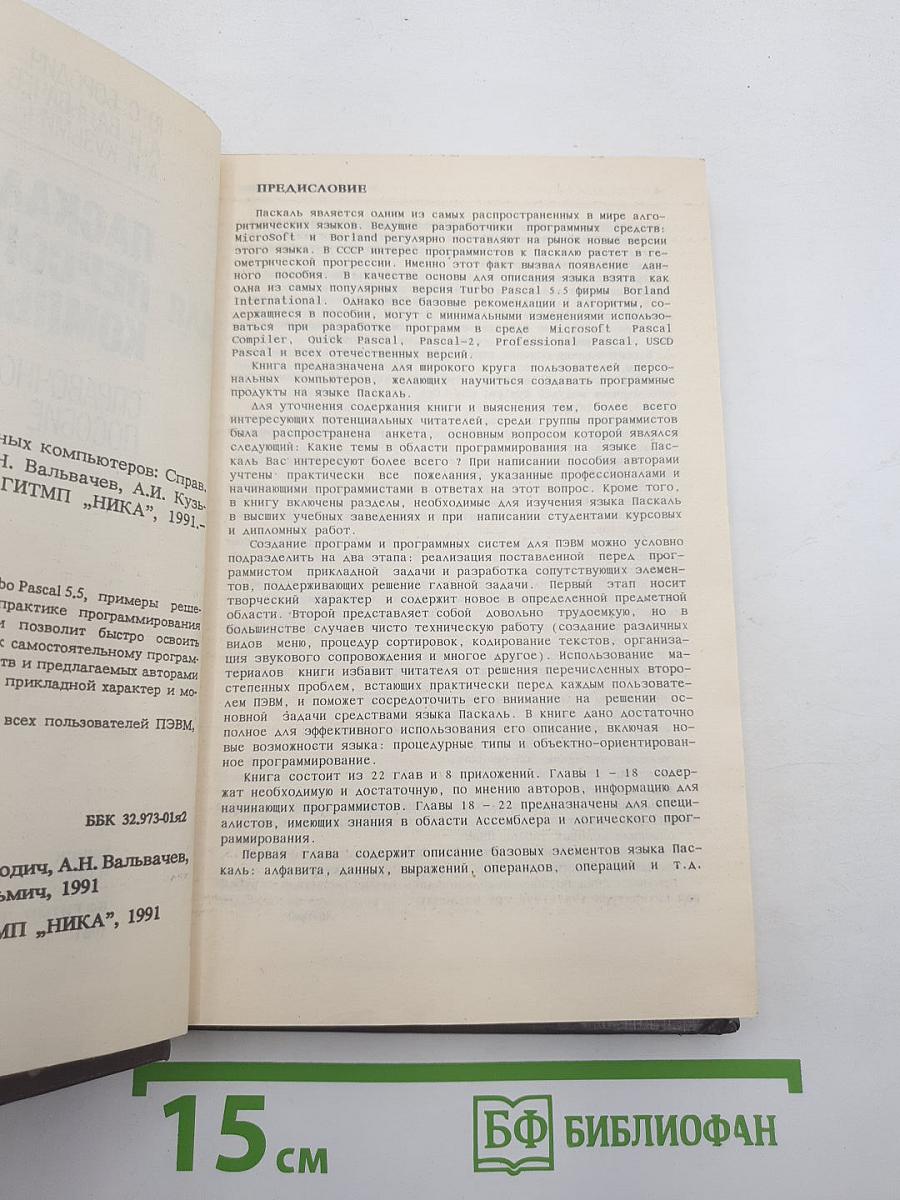 ных компьютеров: Справ.
Н. Вальвачев, А.И. Кузь-
ГИТМП „НИКА”, 1991.-
bo Pascal 5.5, примеры реше-
практике программирования
и позволит быстро освоить
к самостоятельному програм-
тв и предлагаемых авторами
прикладной характер и мо-
всех пользователей ПЭВМ,
ББК 32.973-01я2
одич, А.Н. Вальвачев,
ьмич, 1991
МП „НИКА”, 1991
ПРЕДИСЛОВИЕ
Паскаль является одним из самых распространенных в мире алго-
ритмических языков. Ведущие разработчики программных средств:
MicroSoft и Borland регулярно поставляют на рынок новые версии
этого языка. В СССР интерес программистов к Паскалю растет в ге-
ометрической прогрессии. Именно этот факт вызвал появление дан-
ного пособия. В качестве основы для описания языка взята как
одна из самых популярных версия Turbo Pascal 5.5 фирмы Borland
International. Однако все базовые рекомендации и алгоритмы, со-
держащиеся в пособии, могут с минимальными изменениями использо-
ваться при разработке программ в среде Microsoft Pascal
Compiler, Quick Pascal, Pascal-2, Professional Pascal, USCD
Pascal и всех отечественных версий.
Книга предназначена для широкого круга пользователей персо-
нальных компьютеров, желающих научиться создавать программные
продукты на языке Паскаль.
Для уточнения содержания книги и выяснения тем, более всего
интересующих потенциальных читателей, среди группы программистов
была распространена анкета, основным вопросом которой являлся
следующий: Какие темы в области программирования на языке Пас-
каль Вас интересуют более всего ? При написании пособия авторами
учтены практически все пожелания, указанные профессионалами и
начинающими программистами в ответах на этот вопрос. Кроме того,
в книгу включены разделы, необходимые для изучения языка Паскаль
в высших учебных заведениях и при написании студентами курсовых
и дипломных работ.
Создание программ и программных систем для ПЭВМ можно условно
подразделить на два этапа: реализация поставленной перед прог-
раммистом прикладной задачи и разработка сопутствующих элемен-
тов, поддерживающих решение главной задачи. Первый этап носит
творческий характер и содержит новое в определенной предметной
области. Второй представляет собой довольно трудоемкую, но в
большинстве случаев чисто техническую работу (создание различных
видов меню, процедур сортировок, кодирование текстов, организа-
ция звукового сопровождения и многое другое). Использование ма-
териалов книги избавит читателя от решения перечисленных второ-
степенных проблем, встающих практически перед каждым пользовате-
лем ПЭВМ, и поможет сосредоточить его внимание на решении ос-
новной задачи средствами языка Паскаль. В книге дано достаточно
полное для эффективного использования его описание, включая но-
вые возможности языка: процедурные типы и объектно-ориентирован-
ное программирование.
Книга состоит из 22 глав и 8 приложений. Главы 1 – 18 содер-
жат необходимую и достаточную, по мнению авторов, информацию для
начинающих программистов. Главы 18 – 22 предназначены для специ-
алистов, имеющих знания в области Ассемблера и логического прог-
раммирования.
Первая глава содержит описание базовых элементов языка Пас-
каль: алфавита, данных, выражений, операндов, операций и т.д.
15 см
БФ БИБЛИОФАН